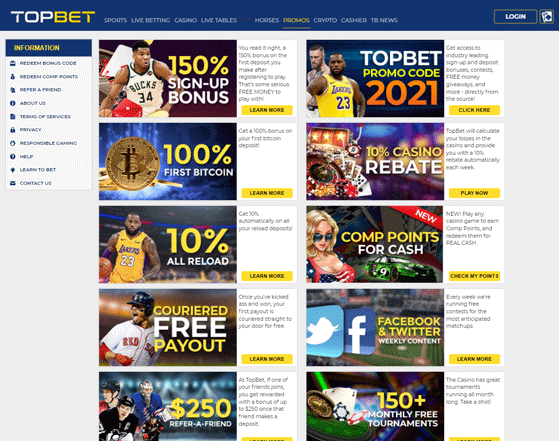 TOPBET
SPORTS LIVE BETTING CASINO LIVE TABLES HORSES PROMOS CRYPTO CASHIER TB NEWS
LOGIN
INFORMATION
REDEEM BONUS CODE
REDEEM COMP POINTS
REFER A FRIEND
ABOUT US
TERMS OF SERVICES
PRIVACY
RESPONSIBLE GAMING
HELP
LEARN TO BET
CONTACT US
BUCKS
34
150%
SIGN-UP
BONUS
You read it right, a
150% bonus on the
first deposit you
make after
registering to play.
That's some serious
FREE MONEY to
play with!
LEARN MORE
LAKERS
23
TOPBET
PROMO CODE
2021
Get access to
industry leading
sign-up and deposit
bonuses, contests,
FREE money
giveaways, and
more - directly from
the source!
CLICK HERE
100%
FIRST BITCOIN
Get a 100% bonus on
your first bitcoin
deposit!
LEARN MORE
10% CASINO
REBATE
TopBet will calculate
your losses in the
casino and provide
you with a 10%
rebate automatically
each week.
PLAY NOW
LAKERS
23
10%
ALL RELOAD
Get 10%
automatically on all
your reload deposits!
LEARN MORE
NEW
COMP POINTS
FOR CASH
9
NEW! Play any
casino game to earn
Comp Points, and
redeem them for
REAL CASH.
CHECK MY POINTS
RED S
COURIERED
FREE
PAYOUT
Once you've kicked
ass and won, your
first payout is
couriered straight to
your door for free.
LEARN MORE
FACEBOOK
& TWITTER
WEEKLY CONTENT
Every week we're
running free
contests for the
most anticipated
matchups.
LEARN MORE
$250
REFER-A-FRIEND
At TopBet, if one of
your friends joins,
you get rewarded
with a bonus of up
to $250 once that
friend makes a
deposit.
LEARN MORE
150+
MONTHLY FREE
TOURNAMENTS
The Casino has great
tournaments
running all month
long. Take a shot!
LEARN MORE